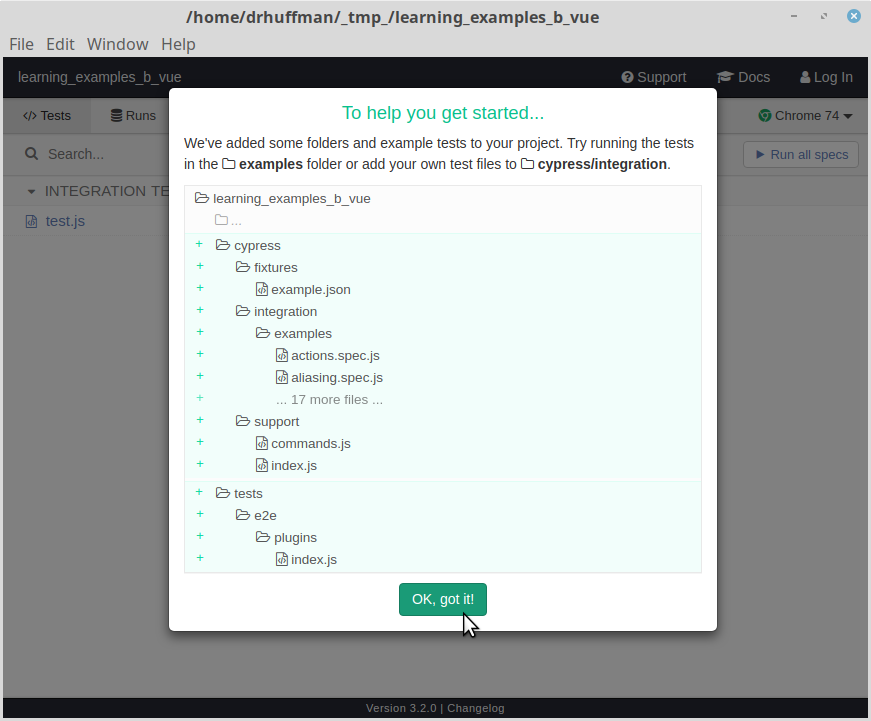 /home/drhuffman/_tmp_/learning_examples_b_vue
File Edit Window Help
learning_examples_b_vue Support Docs Log In
</> Tests Runs Chrome 74
Search... Run all specs
INTEGRATION TE
test.js
To help you get started...
We've added some folders and example tests to your project. Try running the tests
in the examples folder or add your own test files to cypress/integration.
learning_examples_b_vue
...
+ cypress
+ fixtures
+ example.json
+ integration
+ examples
+ actions.spec.js
+ aliasing.spec.js
+ ... 17 more files ...
+ support
+ commands.js
+ index.js
+ tests
+ e2e
+ plugins
+ index.js
OK, got it!
Version 3.2.0 | Changelog